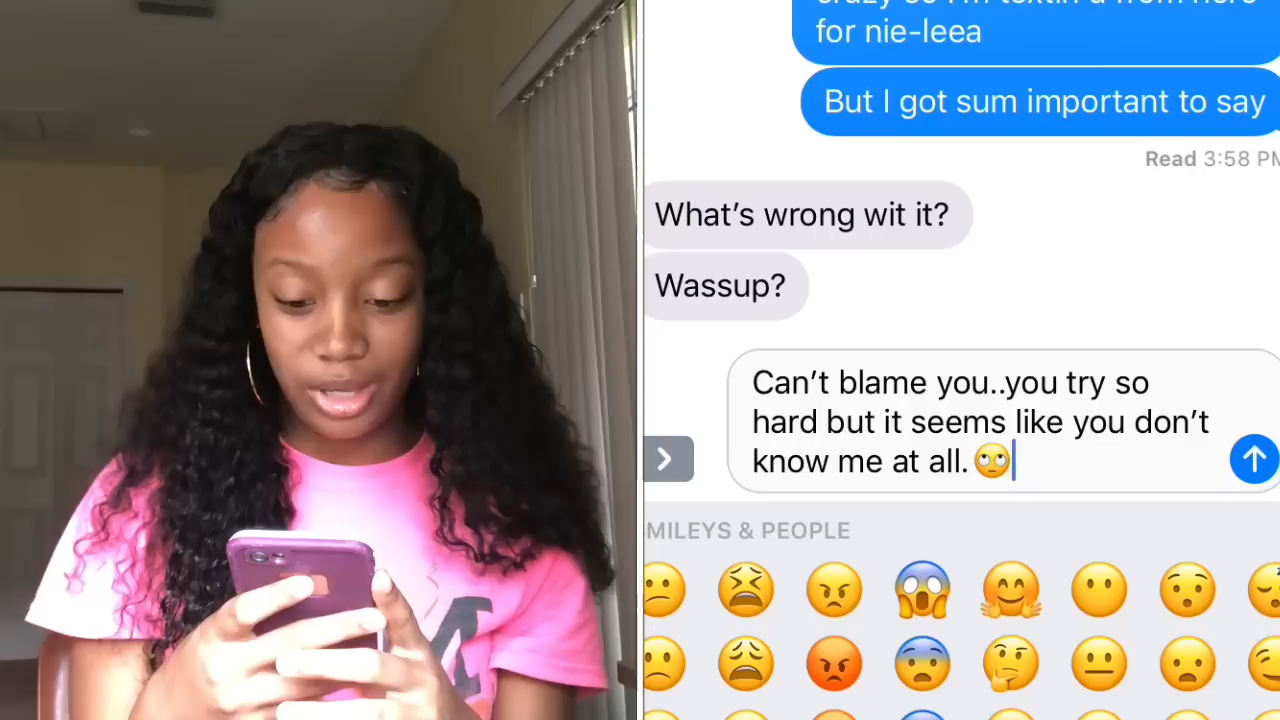 for nie-leea
But I got sum important to say
Read 3:58 PM
What's wrong wit it?
Wassup?
Can't blame you..you try so
hard but it seems like you don't
know me at all. 🙄
MILEYS & PEOPLE